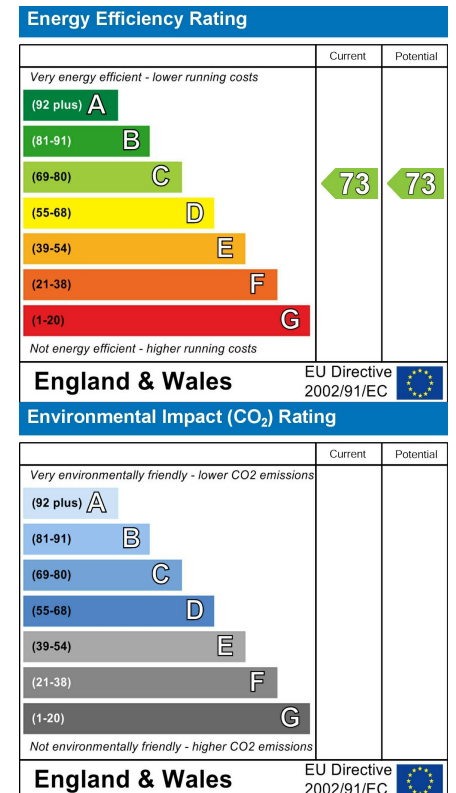 Energy Efficiency Rating
Current Potential
Very energy efficient - lower running costs
(92 plus) A
(81-91) B
(69-80) C 73 73
(55-68) D
(39-54) E
(21-38) F
(1-20) G
Not energy efficient - higher running costs
England & Wales
EU Directive
2002/91/EC
Environmental Impact (CO₂) Rating
Current Potential
Very environmentally friendly - lower CO2 emissions
(92 plus) A
(81-91) B
(69-80) C
(55-68) D
(39-54) E
(21-38) F
(1-20) G
Not environmentally friendly - higher CO2 emissions
England & Wales
EU Directive
2002/91/EC